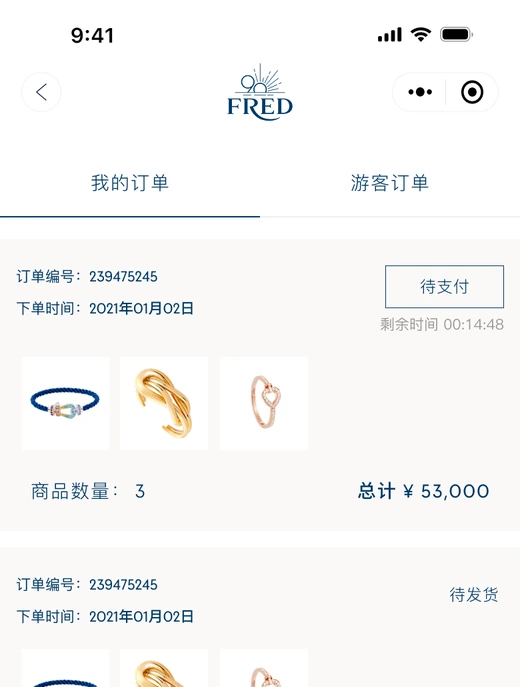 9:41
FRED
我的订单
游客订单
订单编号：239475245
待支付
下单时间：2021年01月02日
剩余时间 00:14:48
商品数量： 3
总计 ¥ 53,000
订单编号：239475245
待发货
下单时间：2021年01月02日